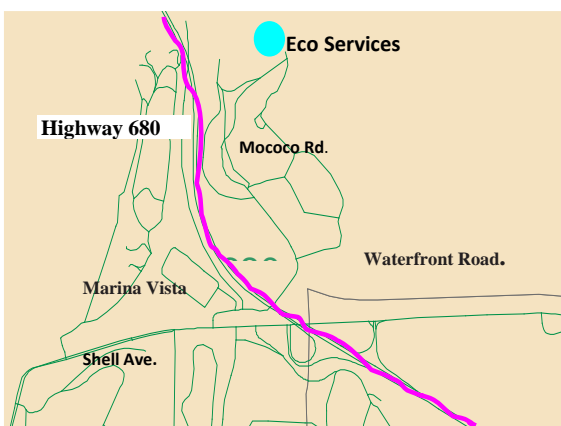 Eco Services
Highway 680
Mococo Rd.
Waterfront Road.
Marina Vista
Shell Ave.